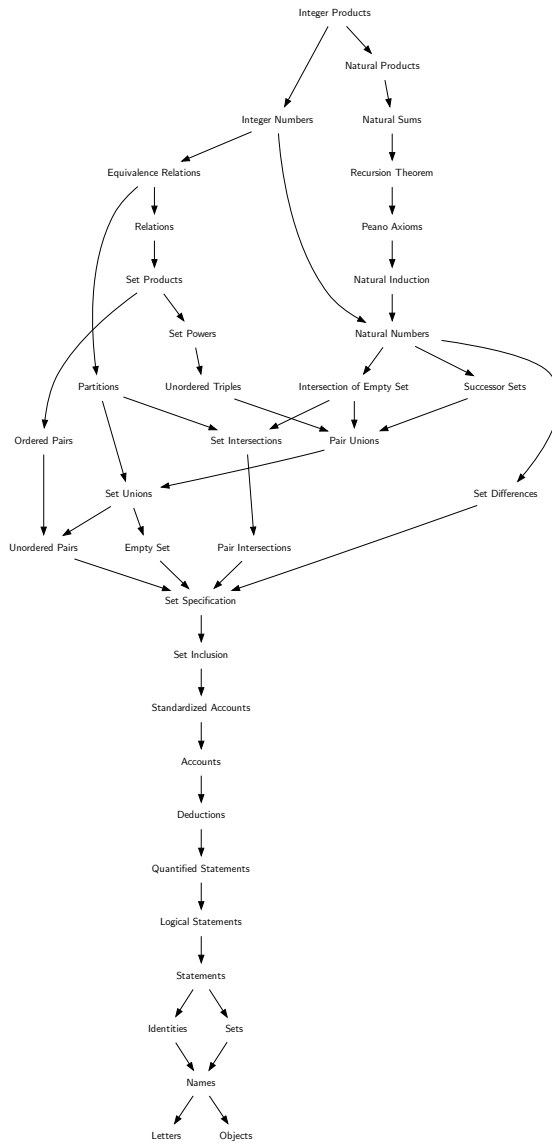 Integer Products
Natural Products
Integer Numbers
Natural Sums
Equivalence Relations
Recursion Theorem
Relations
Peano Axioms
Set Products
Natural Induction
Set Powers
Natural Numbers
Partitions
Unordered Triples
Intersection of Empty Set
Successor Sets
Ordered Pairs
Set Intersections
Pair Unions
Set Unions
Set Differences
Unordered Pairs
Empty Set
Pair Intersections
Set Specification
Set Inclusion
Standardized Accounts
Accounts
Deductions
Quantified Statements
Logical Statements
Statements
Identities
Sets
Names
Letters
Objects